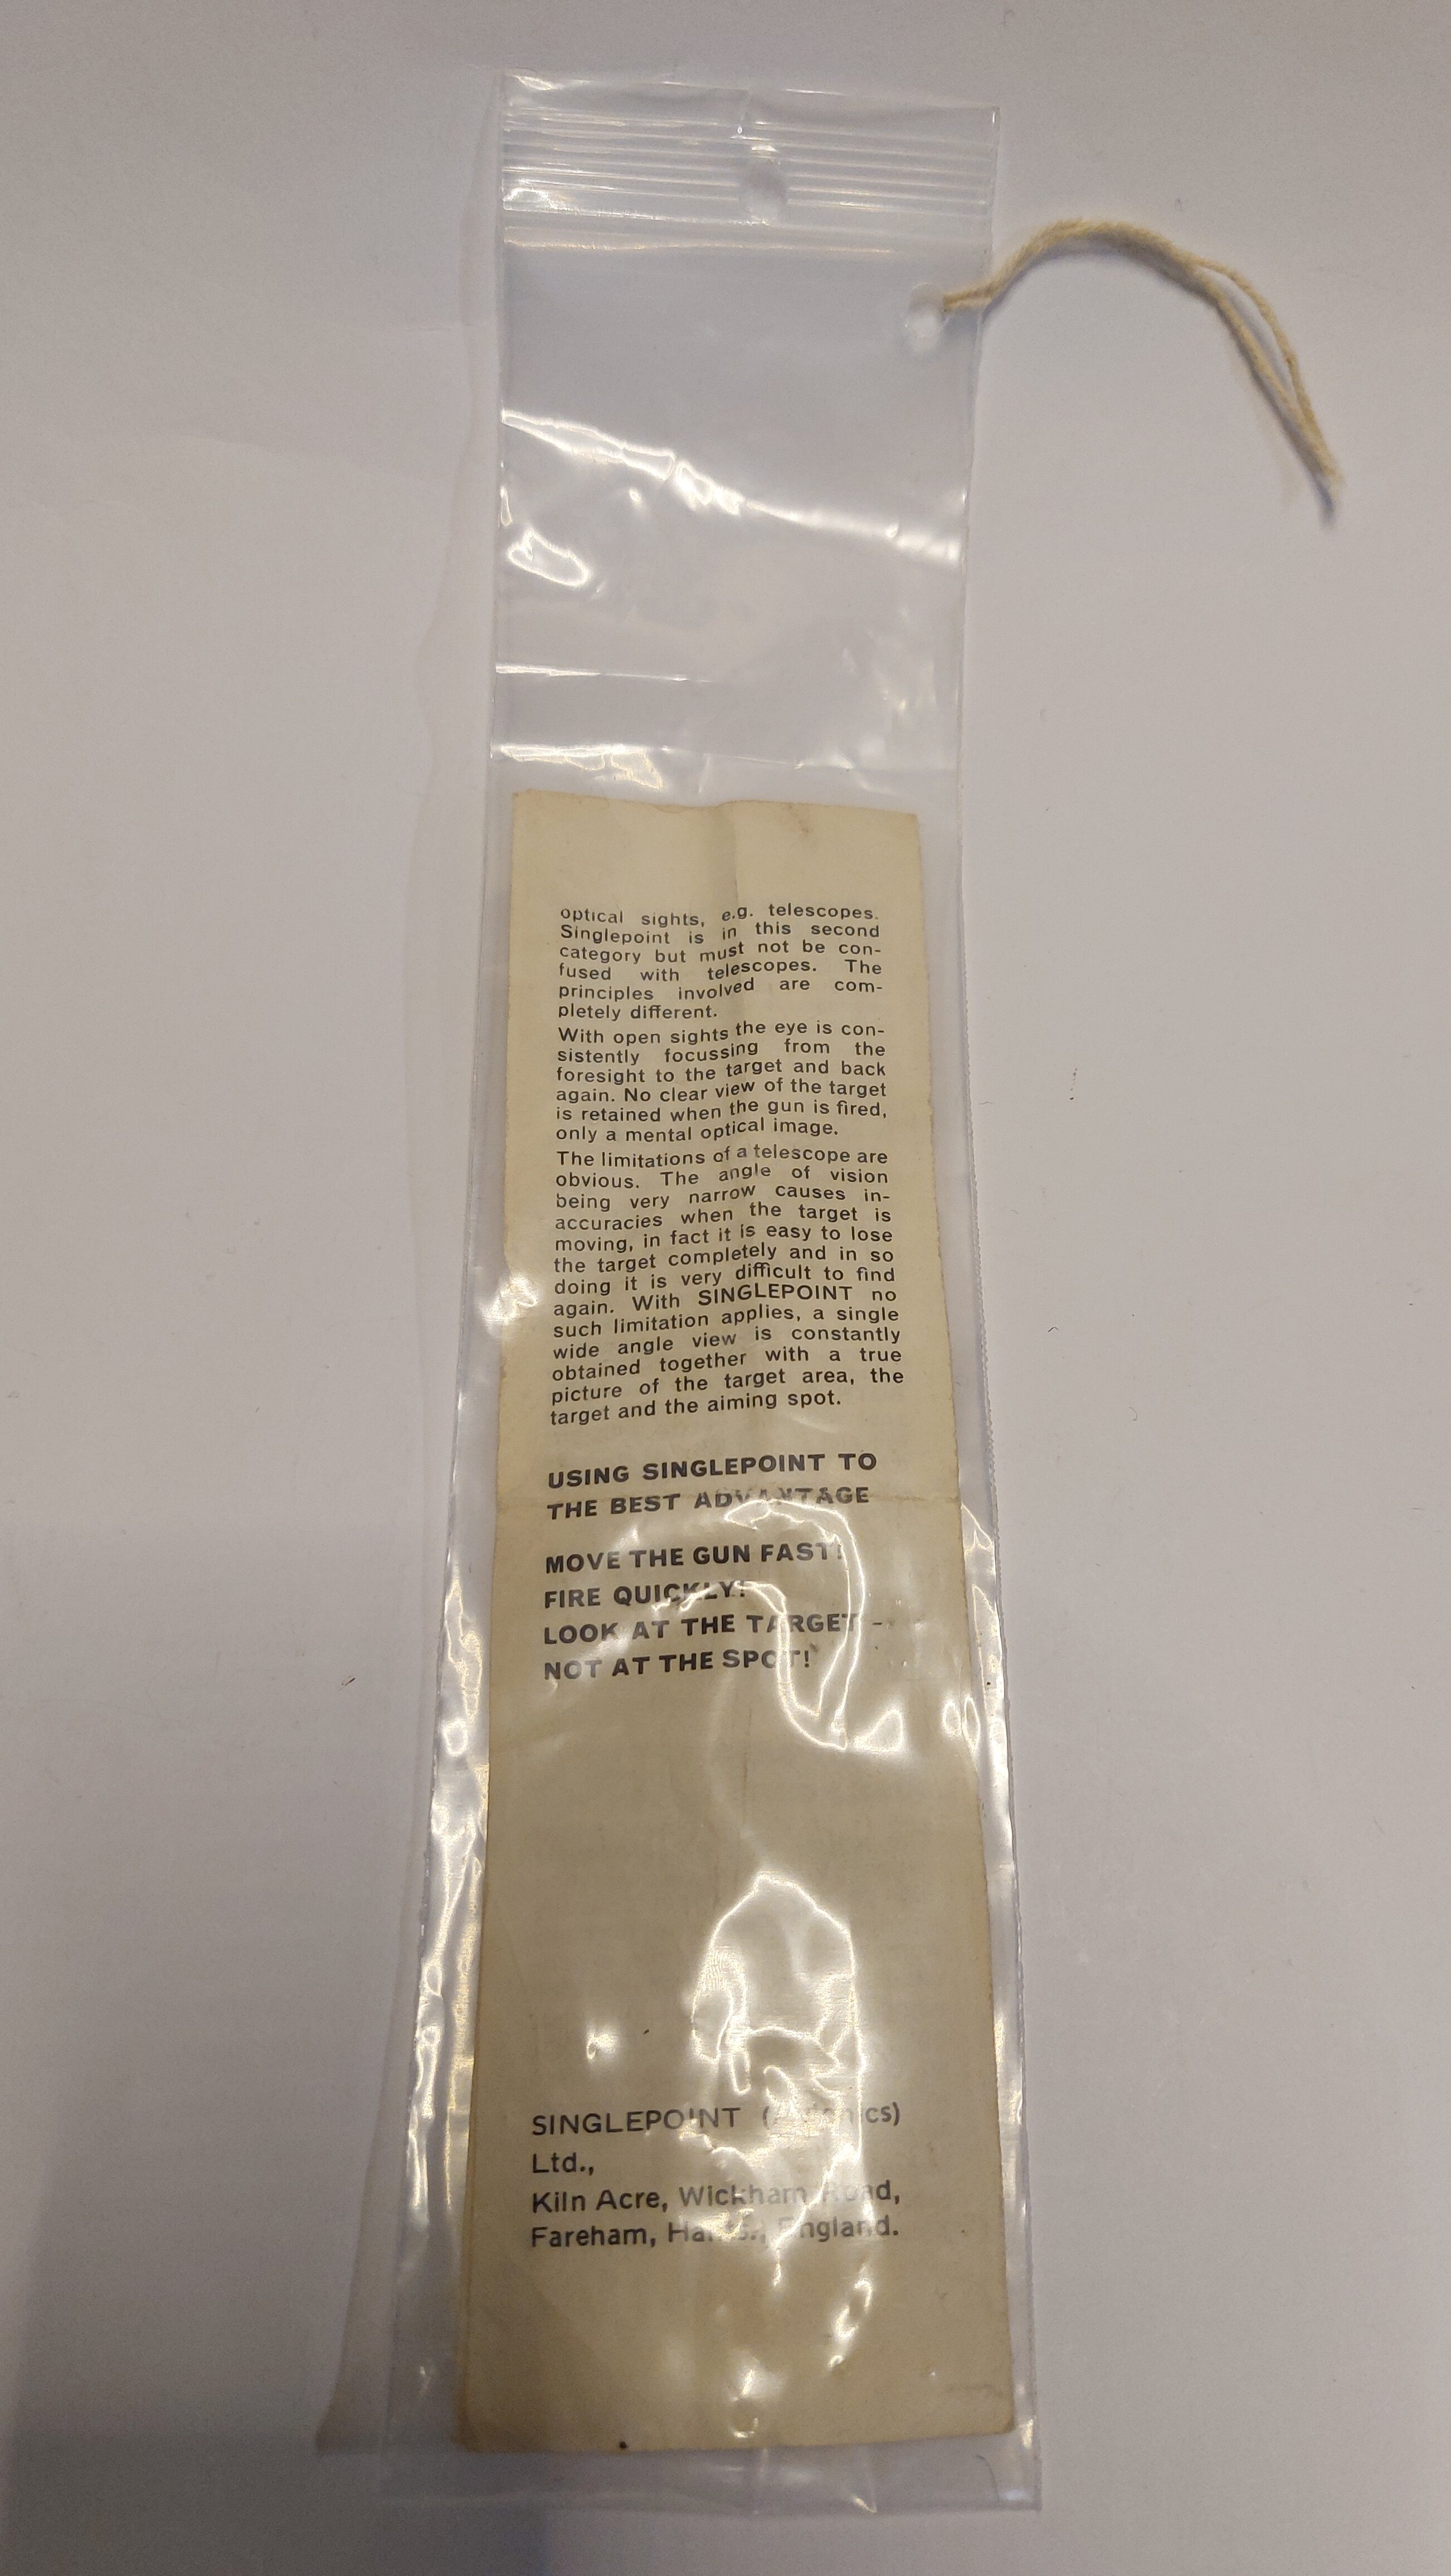 optical sights, e.g. telescopes.
Singlepoint is in this second
category but must not be con-
fused with telescopes. The
principles involved are com-
pletely different.
With open sights the eye is con-
sistently focussing from the
foresight to the target and back
again. No clear view of the target
is retained when the gun is fired,
only a mental optical image.
The limitations of a telescope are
obvious. The angle of vision
being very narrow causes in-
accuracies when the target is
moving, in fact it is easy to lose
the target completely and in so
doing it is very difficult to find
again. With SINGLEPOINT no
such limitation applies, a single
wide angle view is constantly
obtained together with a true
picture of the target area, the
target and the aiming spot.
USING SINGLEPOINT TO
THE BEST ADVANTAGE
MOVE THE GUN FAST!
FIRE QUICKLY!
LOOK AT THE TARGET -
NOT AT THE SPOT!
SINGLEPOINT
Ltd.,
Kiln Acre, Wickham Road,
Fareham, Hants., England.